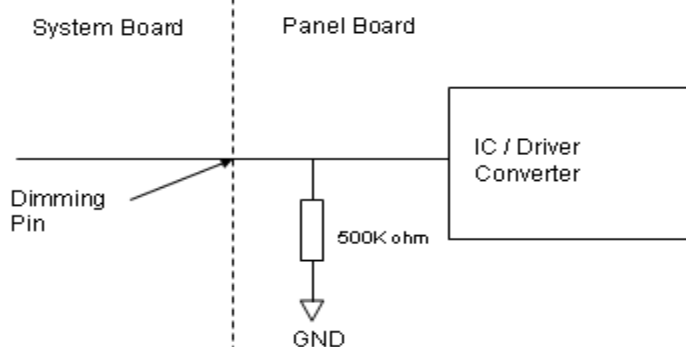 System Board
Panel Board
IC / Driver
Converter
Dimming
Pin
500K ohm
GND